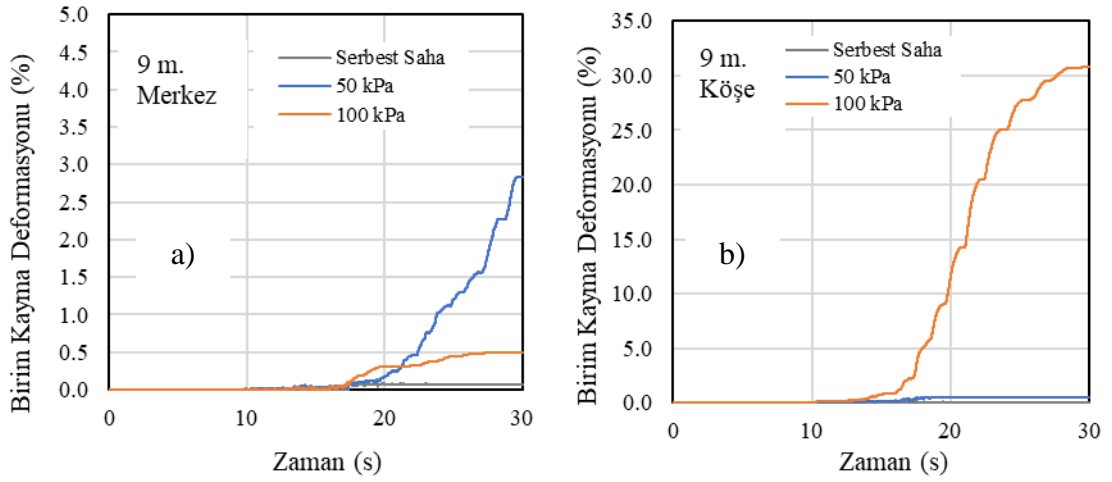 Birim Kayma Deformasyonu (%)
5.0
4.5
4.0
3.5
3.0
2.5
2.0
1.5
1.0
0.5
0.0
9 m.
Merkez
Serbest Saha
50 kPa
100 kPa
a)
0
10
20
30
Zaman (s)
Birim Kayma Deformasyonu (%)
35.0
30.0
25.0
20.0
15.0
10.0
5.0
0.0
9 m.
Köşe
Serbest Saha
50 kPa
100 kPa
b)
0
10
20
30
Zaman (s)